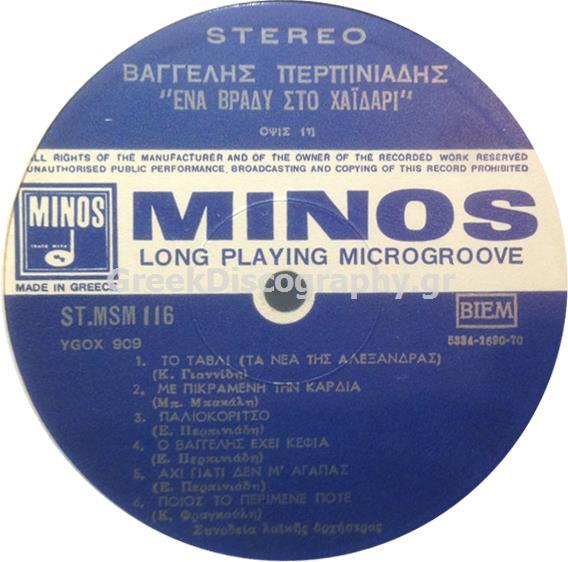 STEREO
ΒΑΓΓΕΛΗΣ ΠΕΡΠΙΝΙΑΔΗΣ
"ΕΝΑ ΒΡΑΔΥ ΣΤΟ ΧΑΪΔΑΡΙ"
ΟΨΙΣ 1η
ALL RIGHTS OF THE MANUFACTURER AND OF THE OWNER OF THE RECORDED WORK RESERVED
UNAUTHORISED PUBLIC PERFORMANCE, BROADCASTING AND COPYING OF THIS RECORD PROHIBITED
MINOS
TRADE MARK
MINOS
LONG PLAYING MICROGROOVE
GreekDiscography.gr
MADE IN GREECE
ST.MSM 116
BIEM
YGOX 909
5334-2690-70
1. ΤΟ ΤΑΒΛΙ (ΤΑ ΝΕΑ ΤΗΣ ΑΛΕΞΑΝΔΡΑΣ)
(Κ. Γιαννίδη)
2. ΜΕ ΠΙΚΡΑΜΕΝΗ ΤΗΝ ΚΑΡΔΙΑ
(Μπ. Μπακάλη)
3. ΠΑΛΙΟΚΟΡΙΤΣΟ
(Ε. Περπινιάδη)
4. Ο ΒΑΓΓΕΛΗΣ ΕΧΕΙ ΚΕΦΙΑ
(Ε. Περπινιάδη)
5. ΑΧ! ΓΙΑΤΙ ΔΕΝ Μ' ΑΓΑΠΑΣ
(Ε. Περπινιάδη)
6. ΠΟΙΟΣ ΤΟ ΠΕΡΙΜΕΝΕ ΠΟΤΕ
(Κ. Φραγκούλη)
Συνοδεία λαϊκῆς ὀρχήστρας